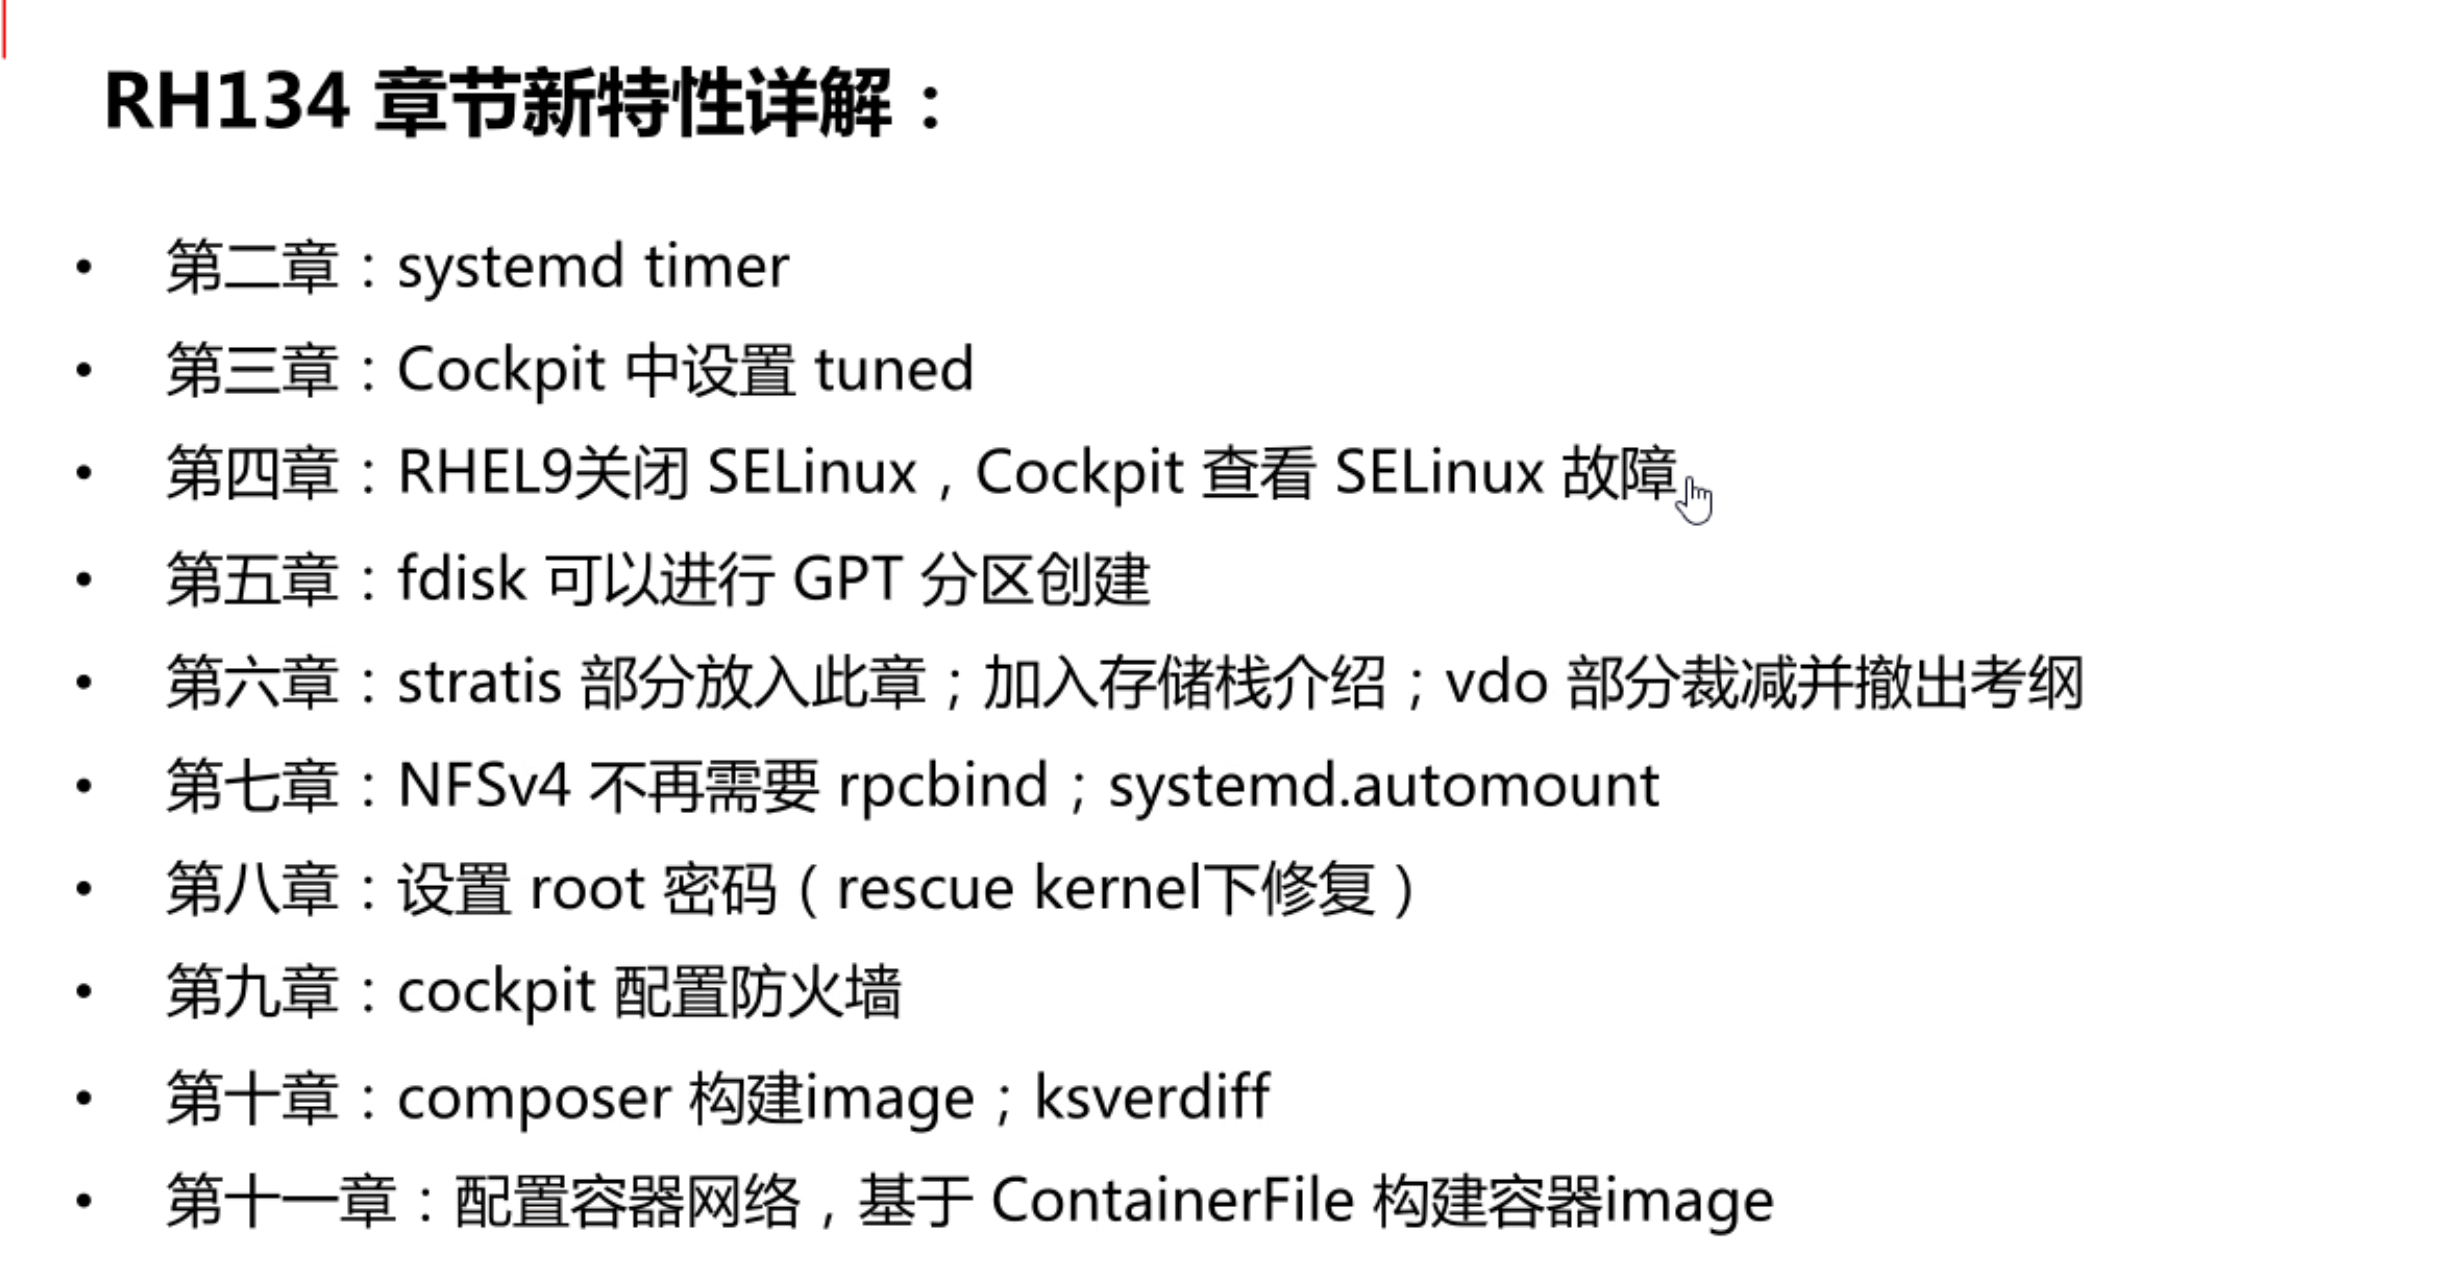 RH134 章节新特性详解：
• 第二章：systemd timer
• 第三章：Cockpit 中设置 tuned
• 第四章：RHEL9关闭 SELinux，Cockpit 查看 SELinux 故障
• 第五章：fdisk 可以进行 GPT 分区创建
• 第六章：stratis 部分放入此章；加入存储栈介绍；vdo 部分裁减并撤出考纲
• 第七章：NFSv4 不再需要 rpcbind；systemd.automount
• 第八章：设置 root 密码（rescue kernel下修复）
• 第九章：cockpit 配置防火墙
• 第十章：composer 构建image；ksverdiff
• 第十一章：配置容器网络，基于 ContainerFile 构建容器image